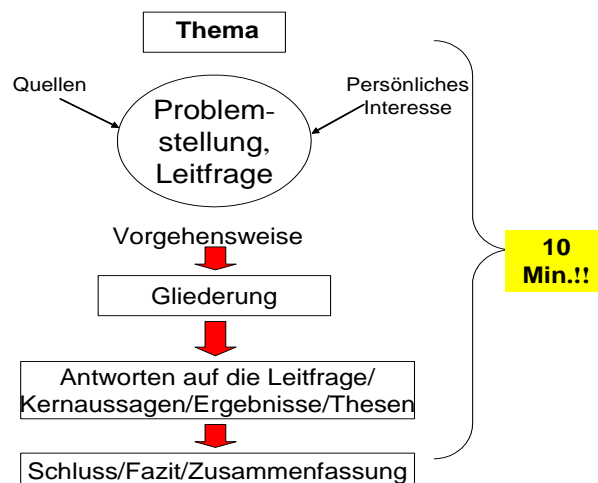 Thema
Quellen
Persönliches
Interesse
Problem-
stellung,
Leitfrage
Vorgehensweise
10
Min.!!
Gliederung
Antworten auf die Leitfrage/
Kernaussagen/Ergebnisse/Thesen
Schluss/Fazit/Zusammenfassung